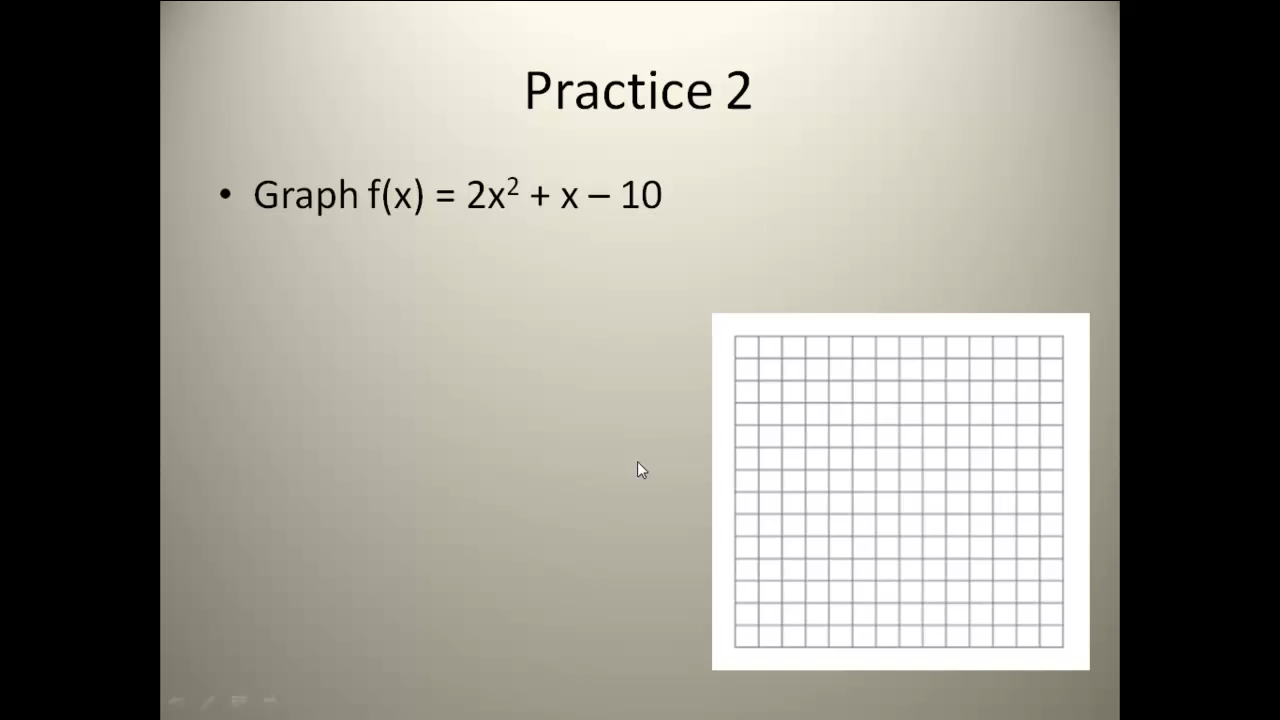 Practice 2
• Graph f(x) = 2x² + x – 10